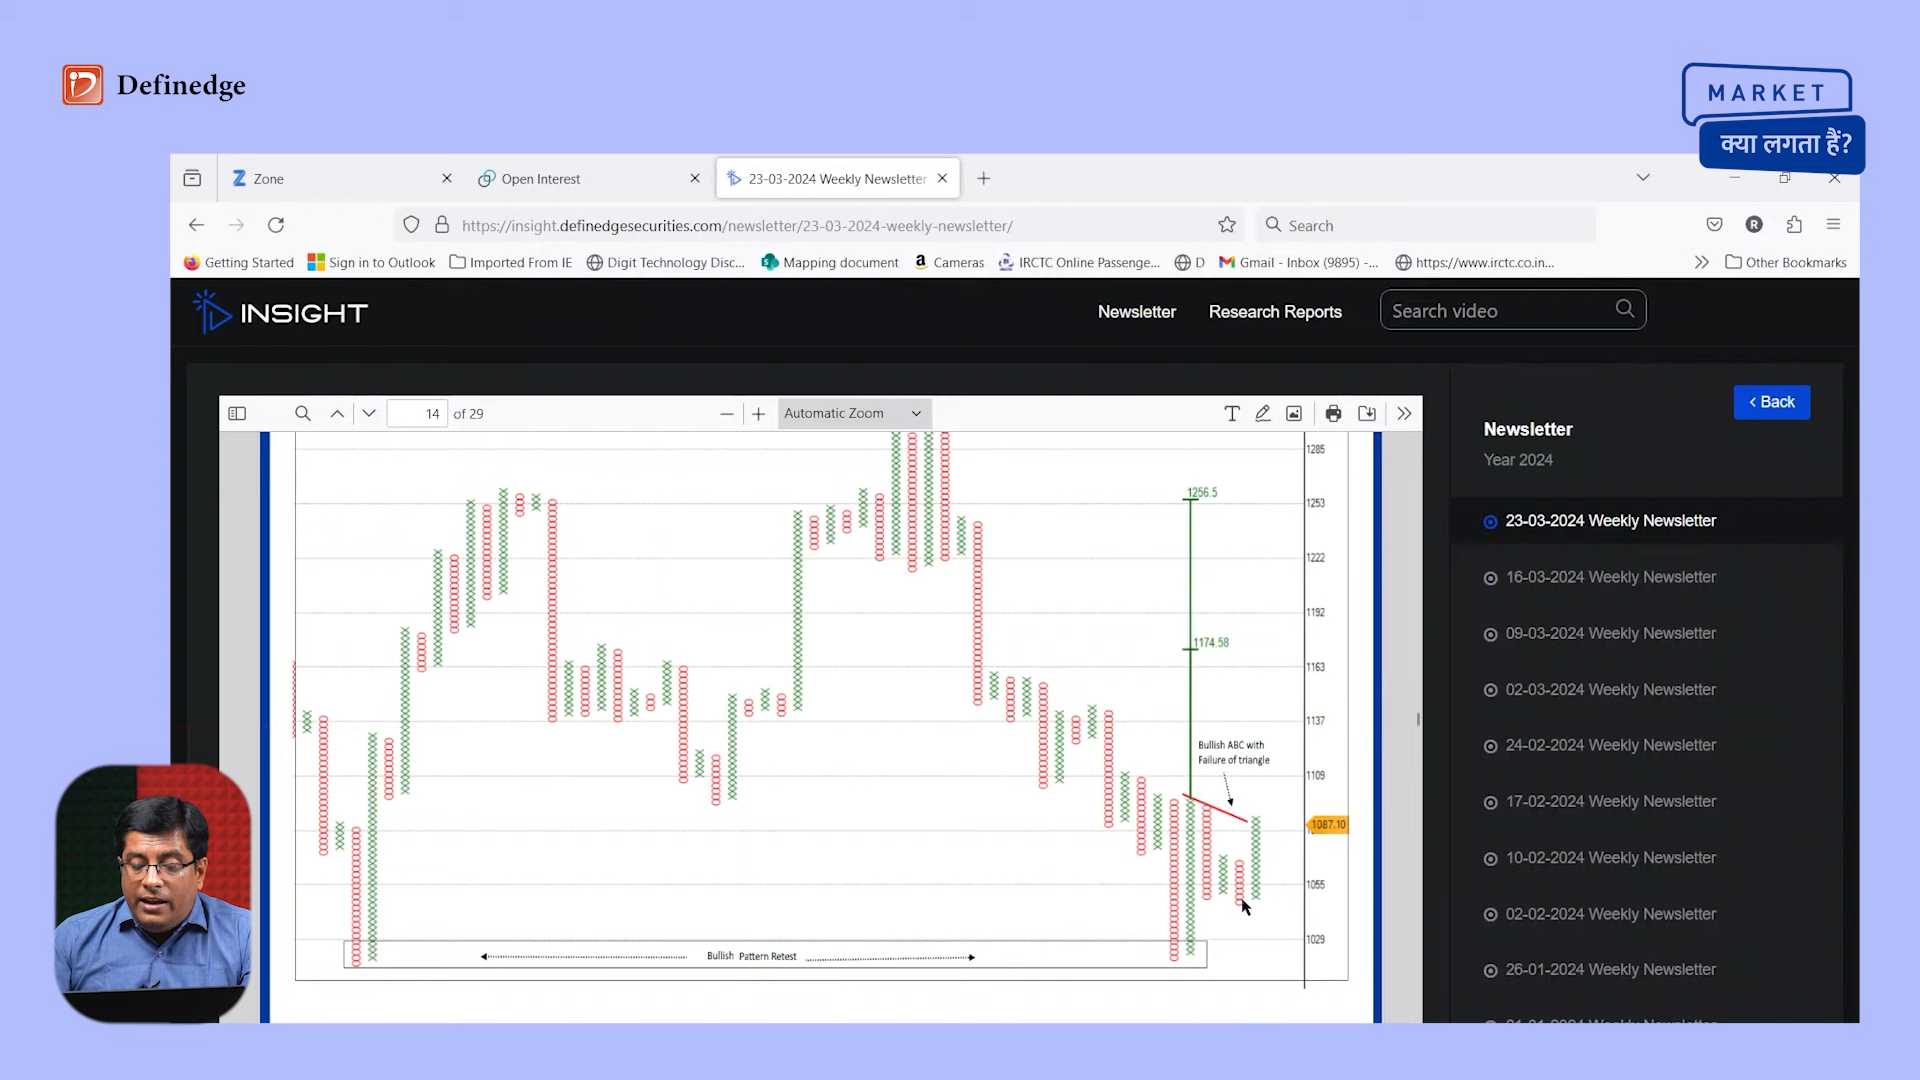 Definedge
MARKET
क्या लगता हैं?
Zone
Open Interest
23-03-2024 Weekly Newsletter
https://insight.definedgesecurities.com/newsletter/23-03-2024-weekly-newsletter/
Search
Getting Started
Sign in to Outlook
Imported From IE
Digit Technology Disc...
Mapping document
Cameras
IRCTC Online Passenge...
D
Gmail - Inbox (9895) -...
https://www.irctc.co.in...
Other Bookmarks
INSIGHT
Newsletter
Research Reports
Search video
14 of 29
Automatic Zoom
Back
Newsletter
Year 2024
23-03-2024 Weekly Newsletter
16-03-2024 Weekly Newsletter
09-03-2024 Weekly Newsletter
02-03-2024 Weekly Newsletter
24-02-2024 Weekly Newsletter
17-02-2024 Weekly Newsletter
10-02-2024 Weekly Newsletter
02-02-2024 Weekly Newsletter
26-01-2024 Weekly Newsletter
1285
1256.5
1253
1222
1192
1174.58
1163
1137
Bullish ABC with
Failure of triangle
1109
1087.10
1055
1029
Bullish Pattern Retest